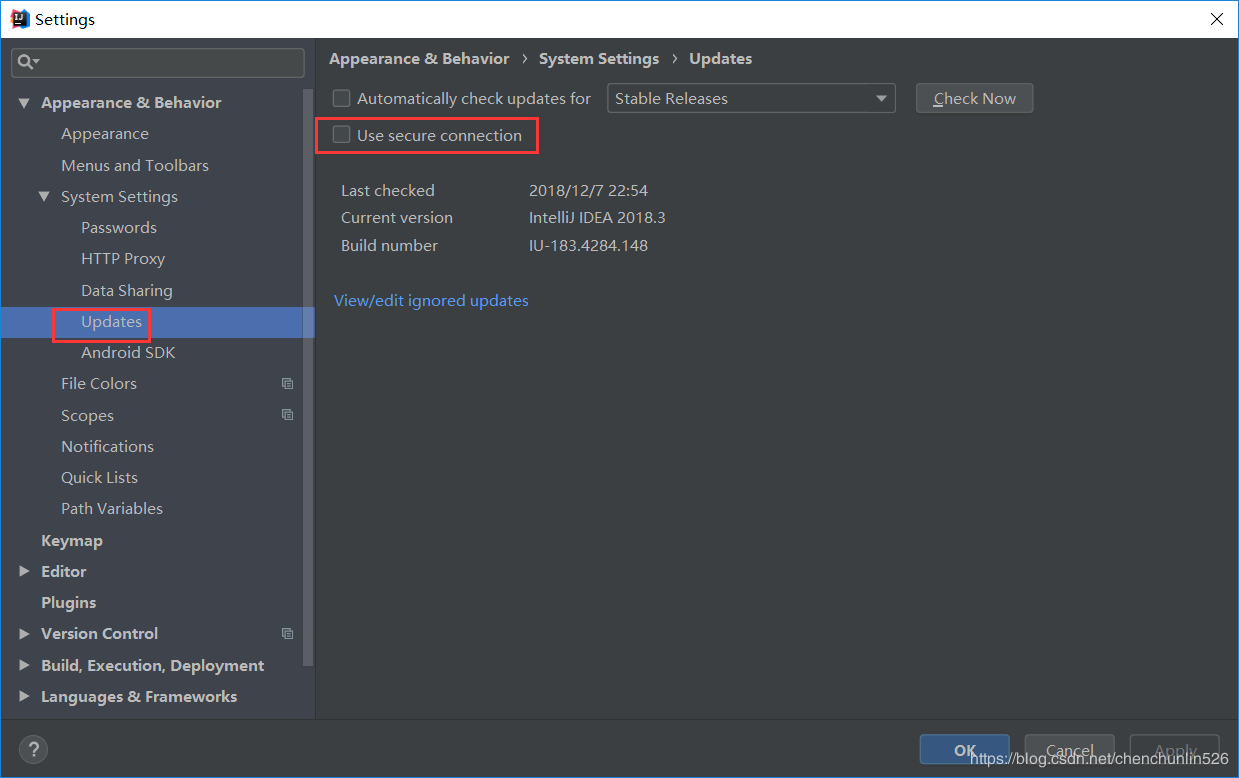 Settings
Appearance & Behavior › System Settings › Updates
Appearance & Behavior
Appearance
Menus and Toolbars
System Settings
Passwords
HTTP Proxy
Data Sharing
Updates
Android SDK
File Colors
Scopes
Notifications
Quick Lists
Path Variables
Keymap
Editor
Plugins
Version Control
Build, Execution, Deployment
Languages & Frameworks
Automatically check updates for Stable Releases Check Now
Use secure connection
Last checked 2018/12/7 22:54
Current version IntelliJ IDEA 2018.3
Build number IU-183.4284.148
View/edit ignored updates
? OK Cancel Apply
https://blog.csdn.net/chenchunlin526